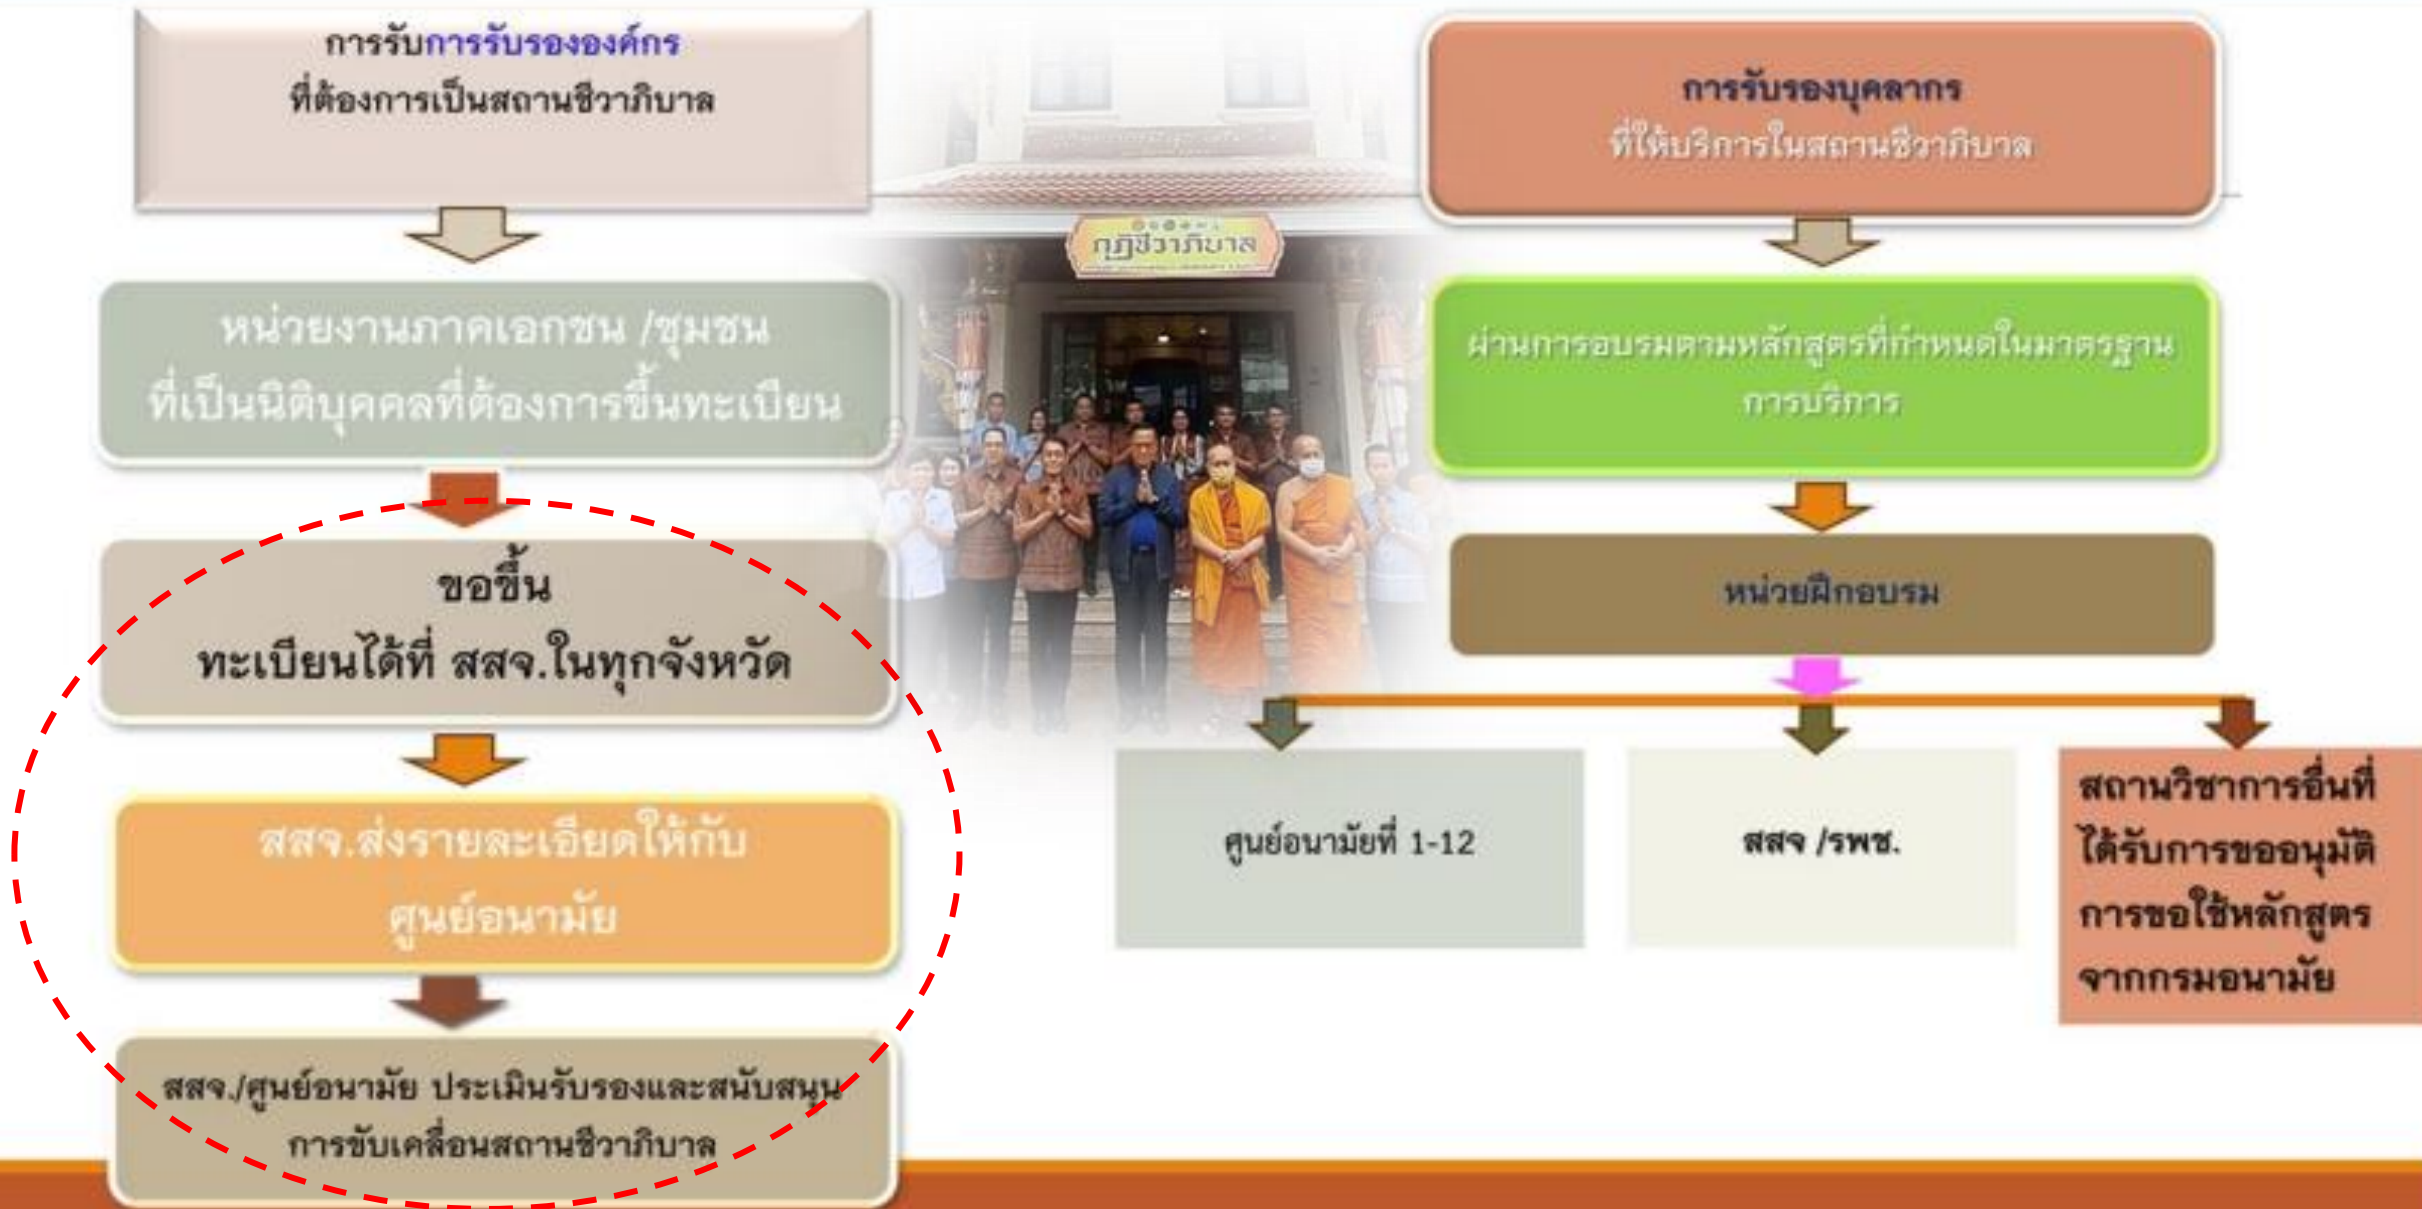 การรับการรับรององค์กร
ที่ต้องการเป็นสถานชีวาภิบาล
หน่วยงานภาคเอกชน /ชุมชน
ที่เป็นนิติบุคคลที่ต้องการขึ้นทะเบียน
ขอขึ้น
ทะเบียนได้ที่ สสจ.ในทุกจังหวัด
สสจ.ส่งรายละเอียดให้กับ
ศูนย์อนามัย
สสจ./ศูนย์อนามัย ประเมินรับรองและสนับสนุน
การขับเคลื่อนสถานชีวาภิบาล
กุฏิชีวาภิบาล
การรับรองบุคลากร
ที่ให้บริการในสถานชีวาภิบาล
ผ่านการอบรมตามหลักสูตรที่กำหนดในมาตรฐาน
การบริการ
หน่วยฝึกอบรม
ศูนย์อนามัยที่ 1-12
สสจ /รพช.
สถานวิชาการอื่นที่
ได้รับการขออนุมัติ
การขอใช้หลักสูตร
จากกรมอนามัย